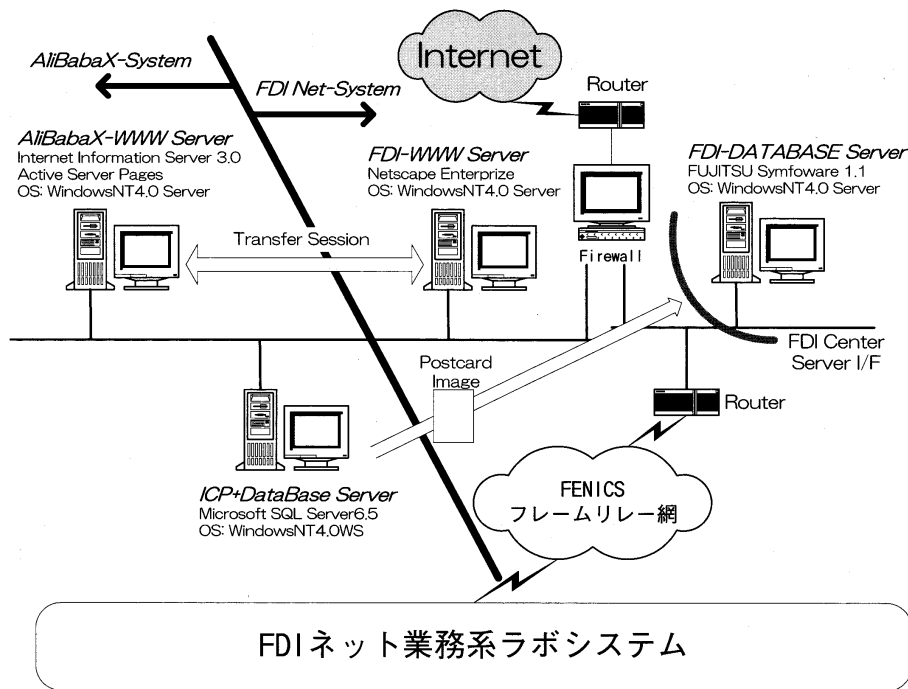 Internet
AliBabaX-System
FDI Net-System
Router
AliBabaX-WWW Server
Internet Information Server 3.0
Active Server Pages
OS: WindowsNT4.0 Server
FDI-WWW Server
Netscape Enterprize
OS: WindowsNT4.0 Server
FDI-DATABASE Server
FUJITSU Symfoware 1.1
OS: WindowsNT4.0 Server
Transfer Session
Firewall
FDI Center
Server I/F
Postcard
Image
Router
ICP+DataBase Server
Microsoft SQL Server6.5
OS: WindowsNT4.0WS
FENICS
フレームリレー網
FDIネット業務系ラボシステム